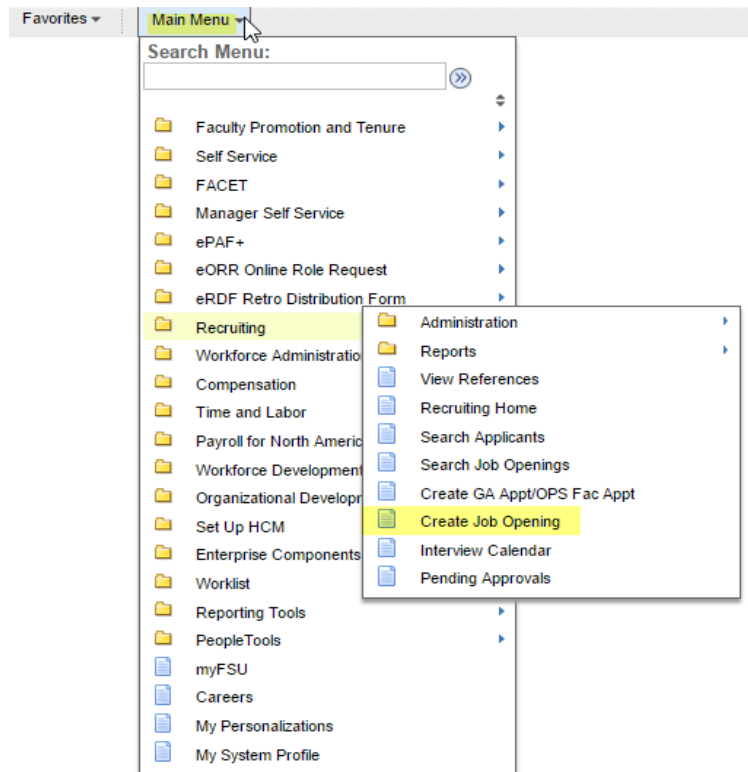 Favorites
Main Menu
Search Menu:
Faculty Promotion and Tenure
Self Service
FACET
Manager Self Service
ePAF+
eORR Online Role Request
eRDF Retro Distribution Form
Recruiting
Workforce Administratio
Compensation
Time and Labor
Payroll for North Americ
Workforce Development
Organizational Developr
Set Up HCM
Enterprise Components
Worklist
Reporting Tools
PeopleTools
myFSU
Careers
My Personalizations
My System Profile
Administration
Reports
View References
Recruiting Home
Search Applicants
Search Job Openings
Create GA Appt/OPS Fac Appt
Create Job Opening
Interview Calendar
Pending Approvals